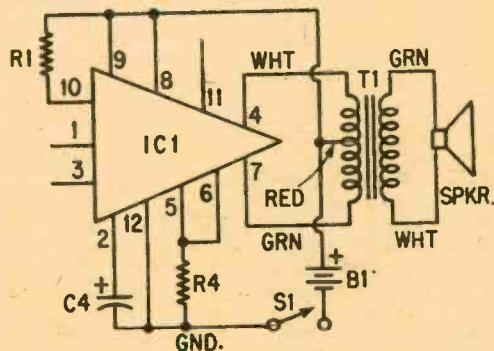 R1
9
8
10
11
WHT
T1
GRN
4
1
IC1
3
7
RED
SPKR.
2
12
5
6
GRN
WHT
+
B1
C4
+
R4
S1
GND.